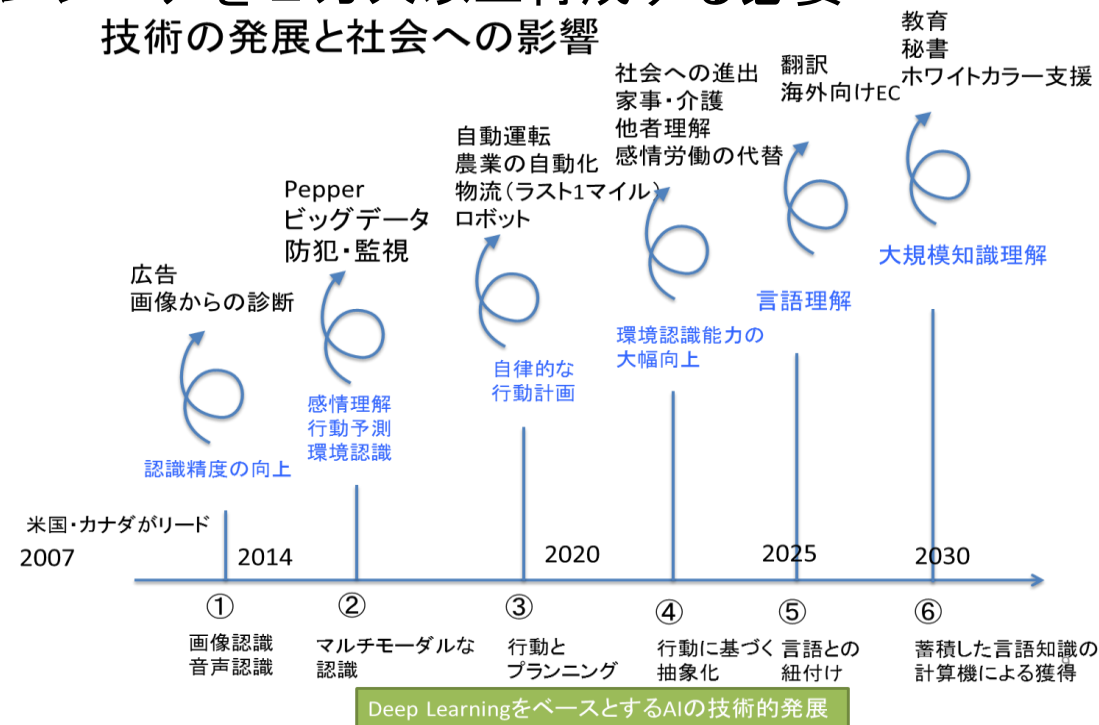 技術の発展と社会への影響
教育
秘書
ホワイトカラー支援
翻訳
海外向けEC
社会への進出
家事・介護
他者理解
感情労働の代替
自動運転
農業の自動化
物流(ラスト1マイル)
ロボット
Pepper
ビッグデータ
防犯・監視
広告
画像からの診断
大規模知識理解
言語理解
環境認識能力の
大幅向上
自律的な
行動計画
感情理解
行動予測
環境認識
認識精度の向上
米国・カナダがリード
2007
2014
2020
2025
2030
①
画像認識
音声認識
②
マルチモーダルな
認識
③
行動と
プランニング
④
行動に基づく
抽象化
⑤
言語との
紐付け
⑥
蓄積した言語知識の
計算機による獲得
Deep LearningをベースとするAIの技術的発展